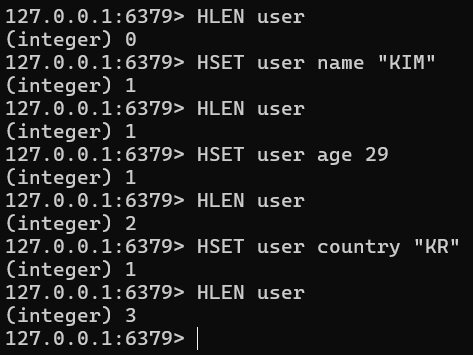 127.0.0.1:6379> HLEN user
(integer) 0
127.0.0.1:6379> HSET user name "KIM"
(integer) 1
127.0.0.1:6379> HLEN user
(integer) 1
127.0.0.1:6379> HSET user age 29
(integer) 1
127.0.0.1:6379> HLEN user
(integer) 2
127.0.0.1:6379> HSET user country "KR"
(integer) 1
127.0.0.1:6379> HLEN user
(integer) 3
127.0.0.1:6379>